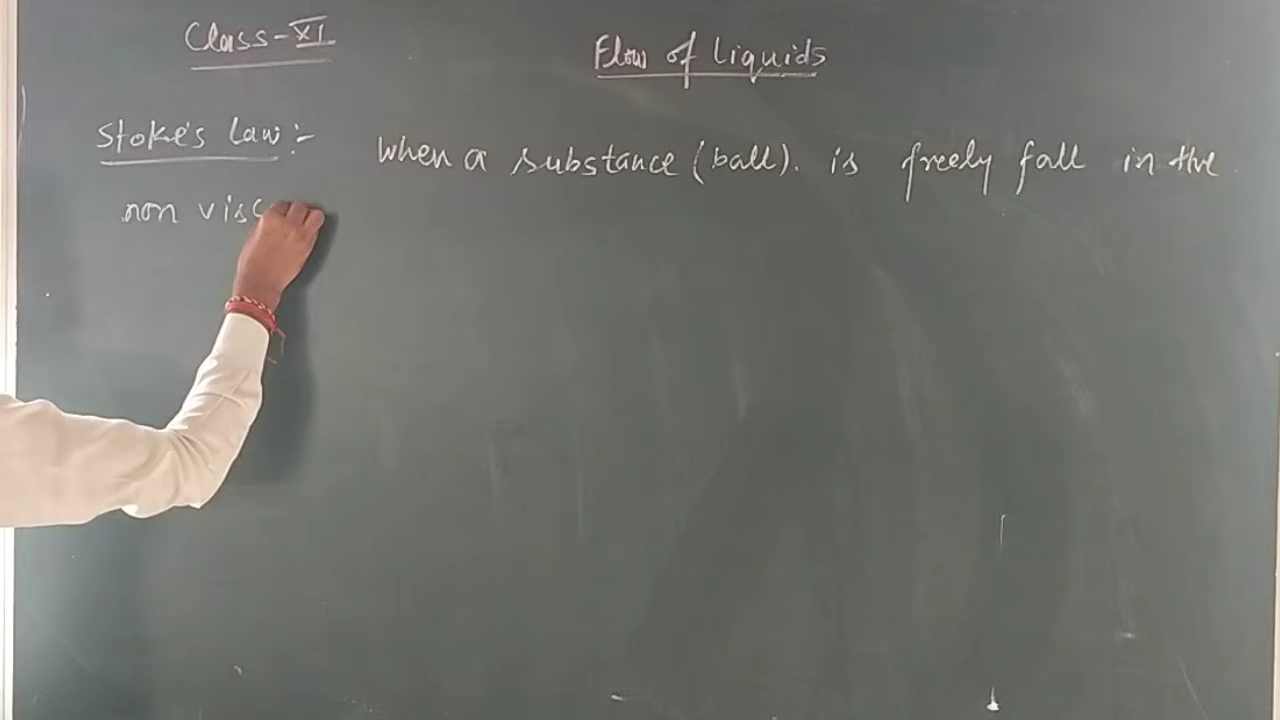 Class-XI
Flow of Liquids
Stoke's Law:- When a substance (ball). is freely fall in the
non visc